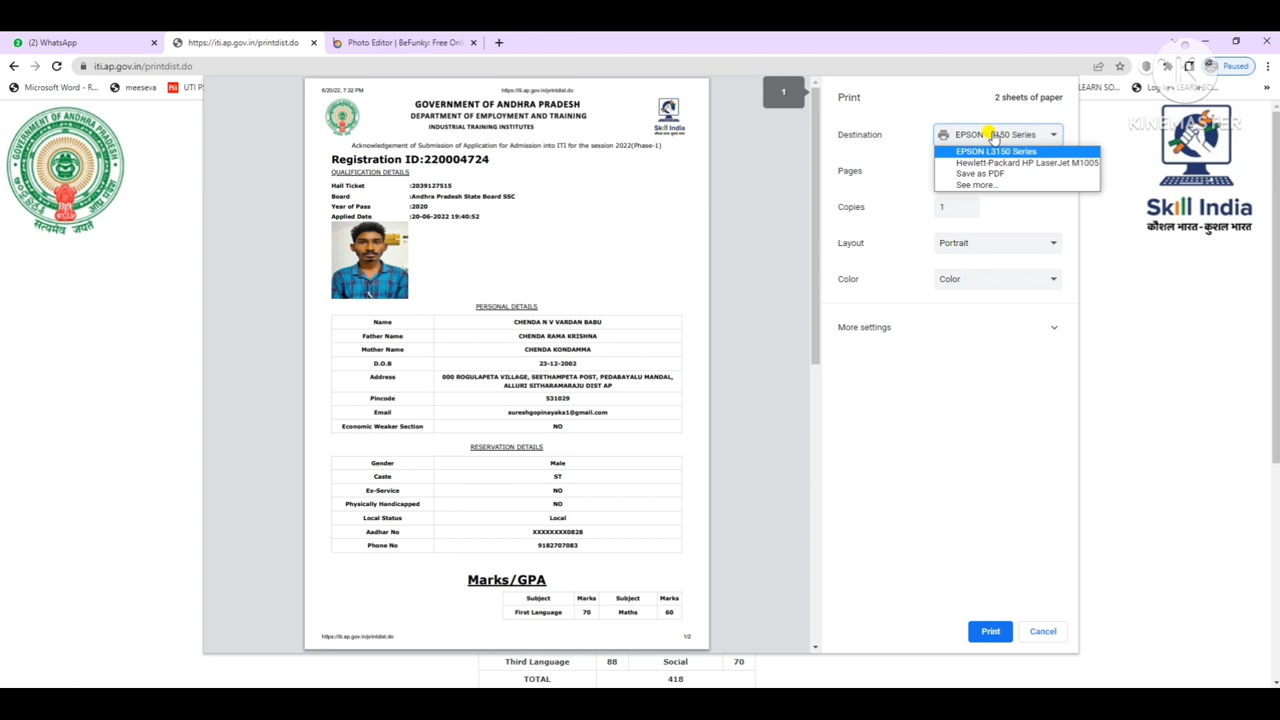 (2) WhatsApp
https://iti.ap.gov.in/printdist.do
Photo Editor | BeFunky: Free Onl
iti.ap.gov.in/printdist.do
Paused
Microsoft Word - R...
meeseva
UTI PS
LEARN SO...
KINEMASTER
Skill India
कौशल भारत-कुशल भारत
సత్యమేవ జయతే
6/20/22, 7:32 PM
https://iti.ap.gov.in/printdist.do
GOVERNMENT OF ANDHRA PRADESH
DEPARTMENT OF EMPLOYMENT AND TRAINING
INDUSTRIAL TRAINING INSTITUTES
Skill India
Acknowledgement of Submission of Application for Admission into ITI for the session 2022(Phase-1)
Registration ID:220004724
QUALIFICATION DETAILS
Hall Ticket :2039127515
Board :Andhra Pradesh State Board SSC
Year of Pass :2020
Applied Date :20-06-2022 19:40:52
PERSONAL DETAILS
Name CHENDA N V VARDAN BABU
Father Name CHENDA RAMA KRISHNA
Mother Name CHENDA KONDAMMA
D.O.B 23-12-2002
Address 000 ROGULAPETA VILLAGE, SEETHAMPETA POST, PEDABAYALU MANDAL,
ALLURI SITHARAMARAJU DIST AP
Pincode 531029
Email sureshgopinayaka1@gmail.com
Economic Weaker Section NO
RESERVATION DETAILS
Gender Male
Caste ST
Ex-Service NO
Physically Handicapped NO
Local Status Local
Aadhar No XXXXXXXX0828
Phone No 9182707083
Marks/GPA
Subject Marks Subject Marks
First Language 70 Maths 60
https://iti.ap.gov.in/printdist.do
1/2
1
Print
2 sheets of paper
Destination
EPSON L3150 Series
EPSON L3150 Series
Hewlett-Packard HP LaserJet M1005
Save as PDF
See more...
Pages
Copies
1
Layout
Portrait
Color
Color
More settings
Print
Cancel
Third Language 88 Social 70
TOTAL 418